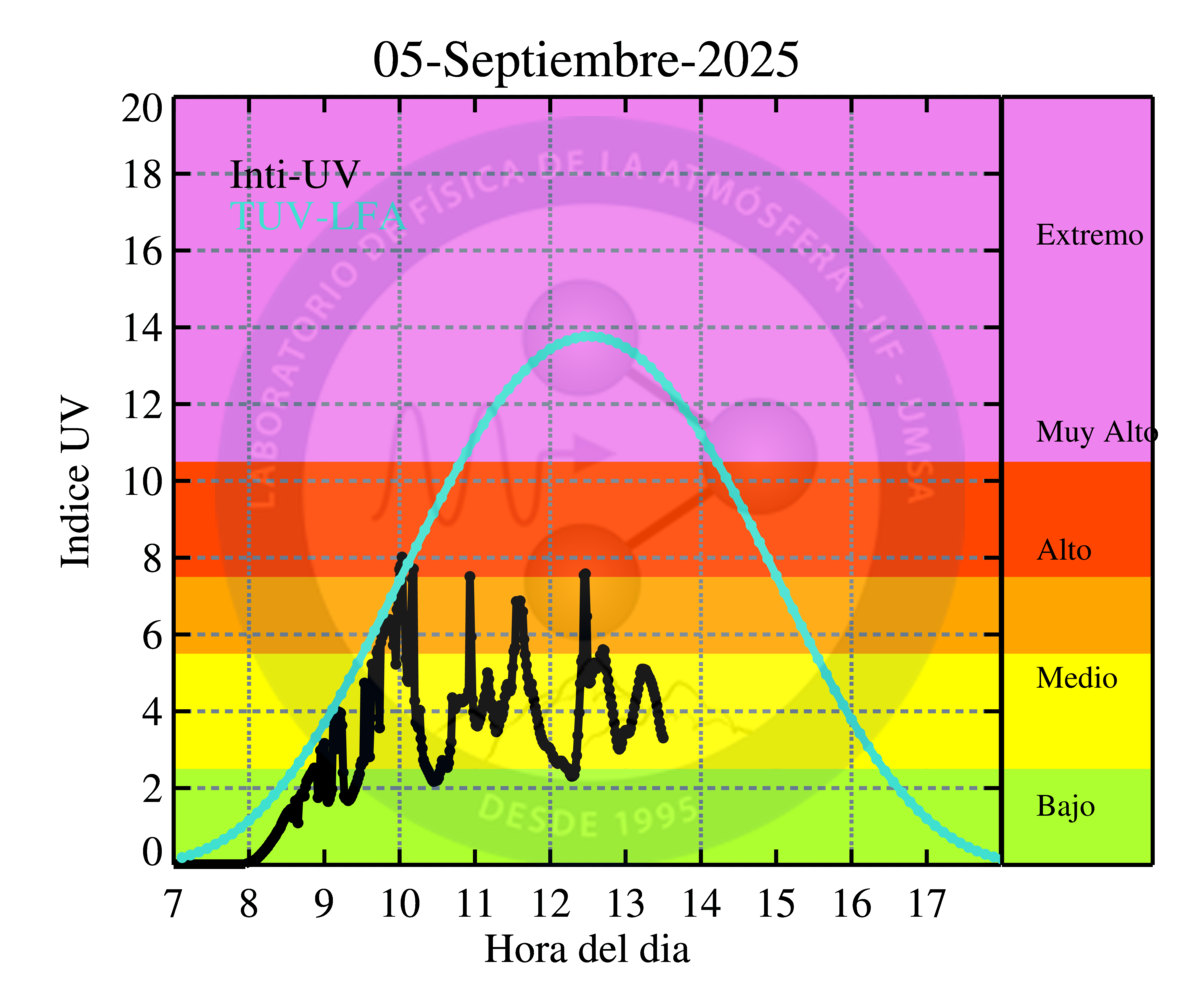 05-Septiembre-2025
Inti-UV
TUV-LFA
LABORATORIO DE FÍSICA DE LA ATMÓSFERA - IIF - UMSA
DESDE 1995
Indice UV
20
18
16
14
12
10
8
6
4
2
0
Extremo
Muy Alto
Alto
Medio
Bajo
7 8 9 10 11 12 13 14 15 16 17
Hora del dia